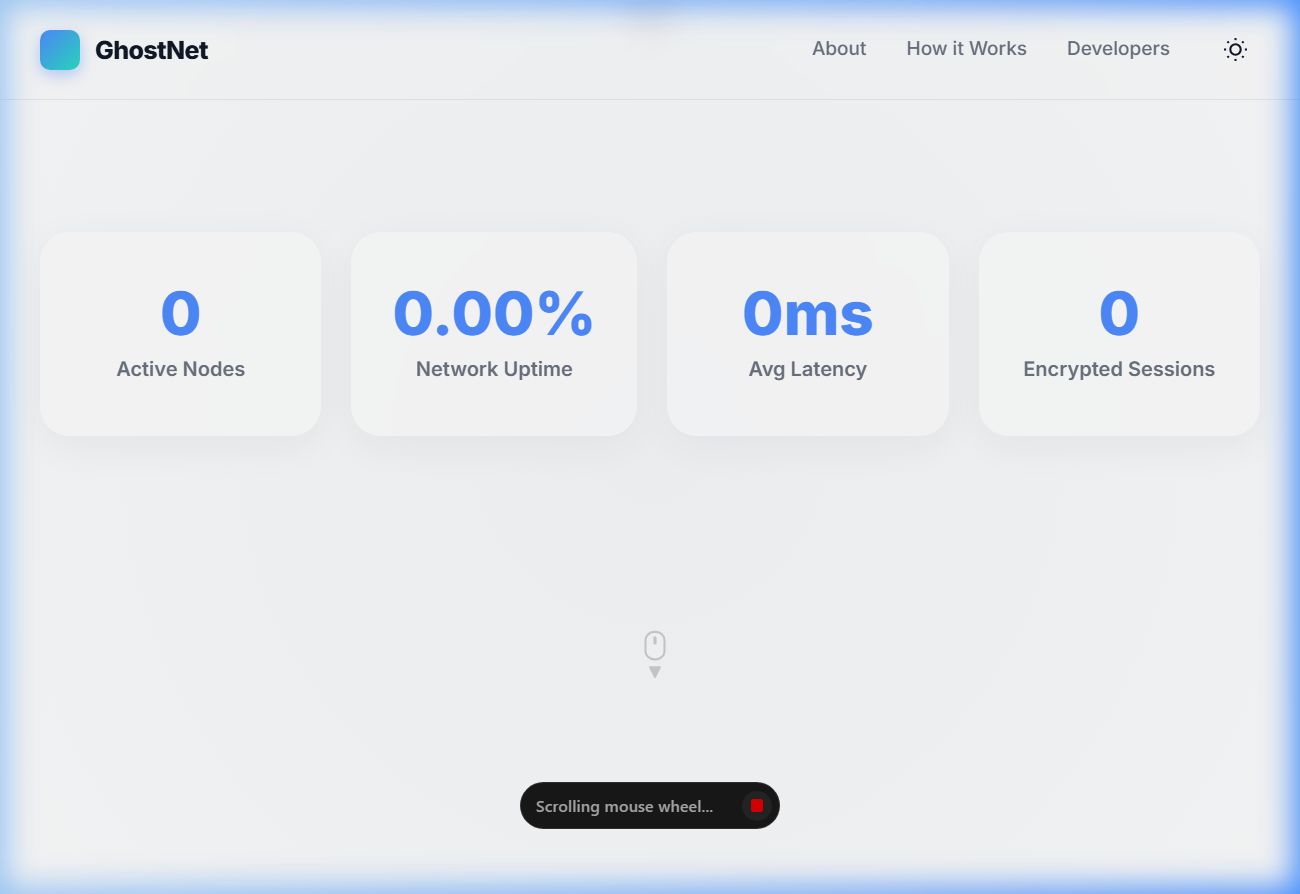 GhostNet
About
How it Works
Developers
0
Active Nodes
0.00%
Network Uptime
0ms
Avg Latency
0
Encrypted Sessions
Scrolling mouse wheel...